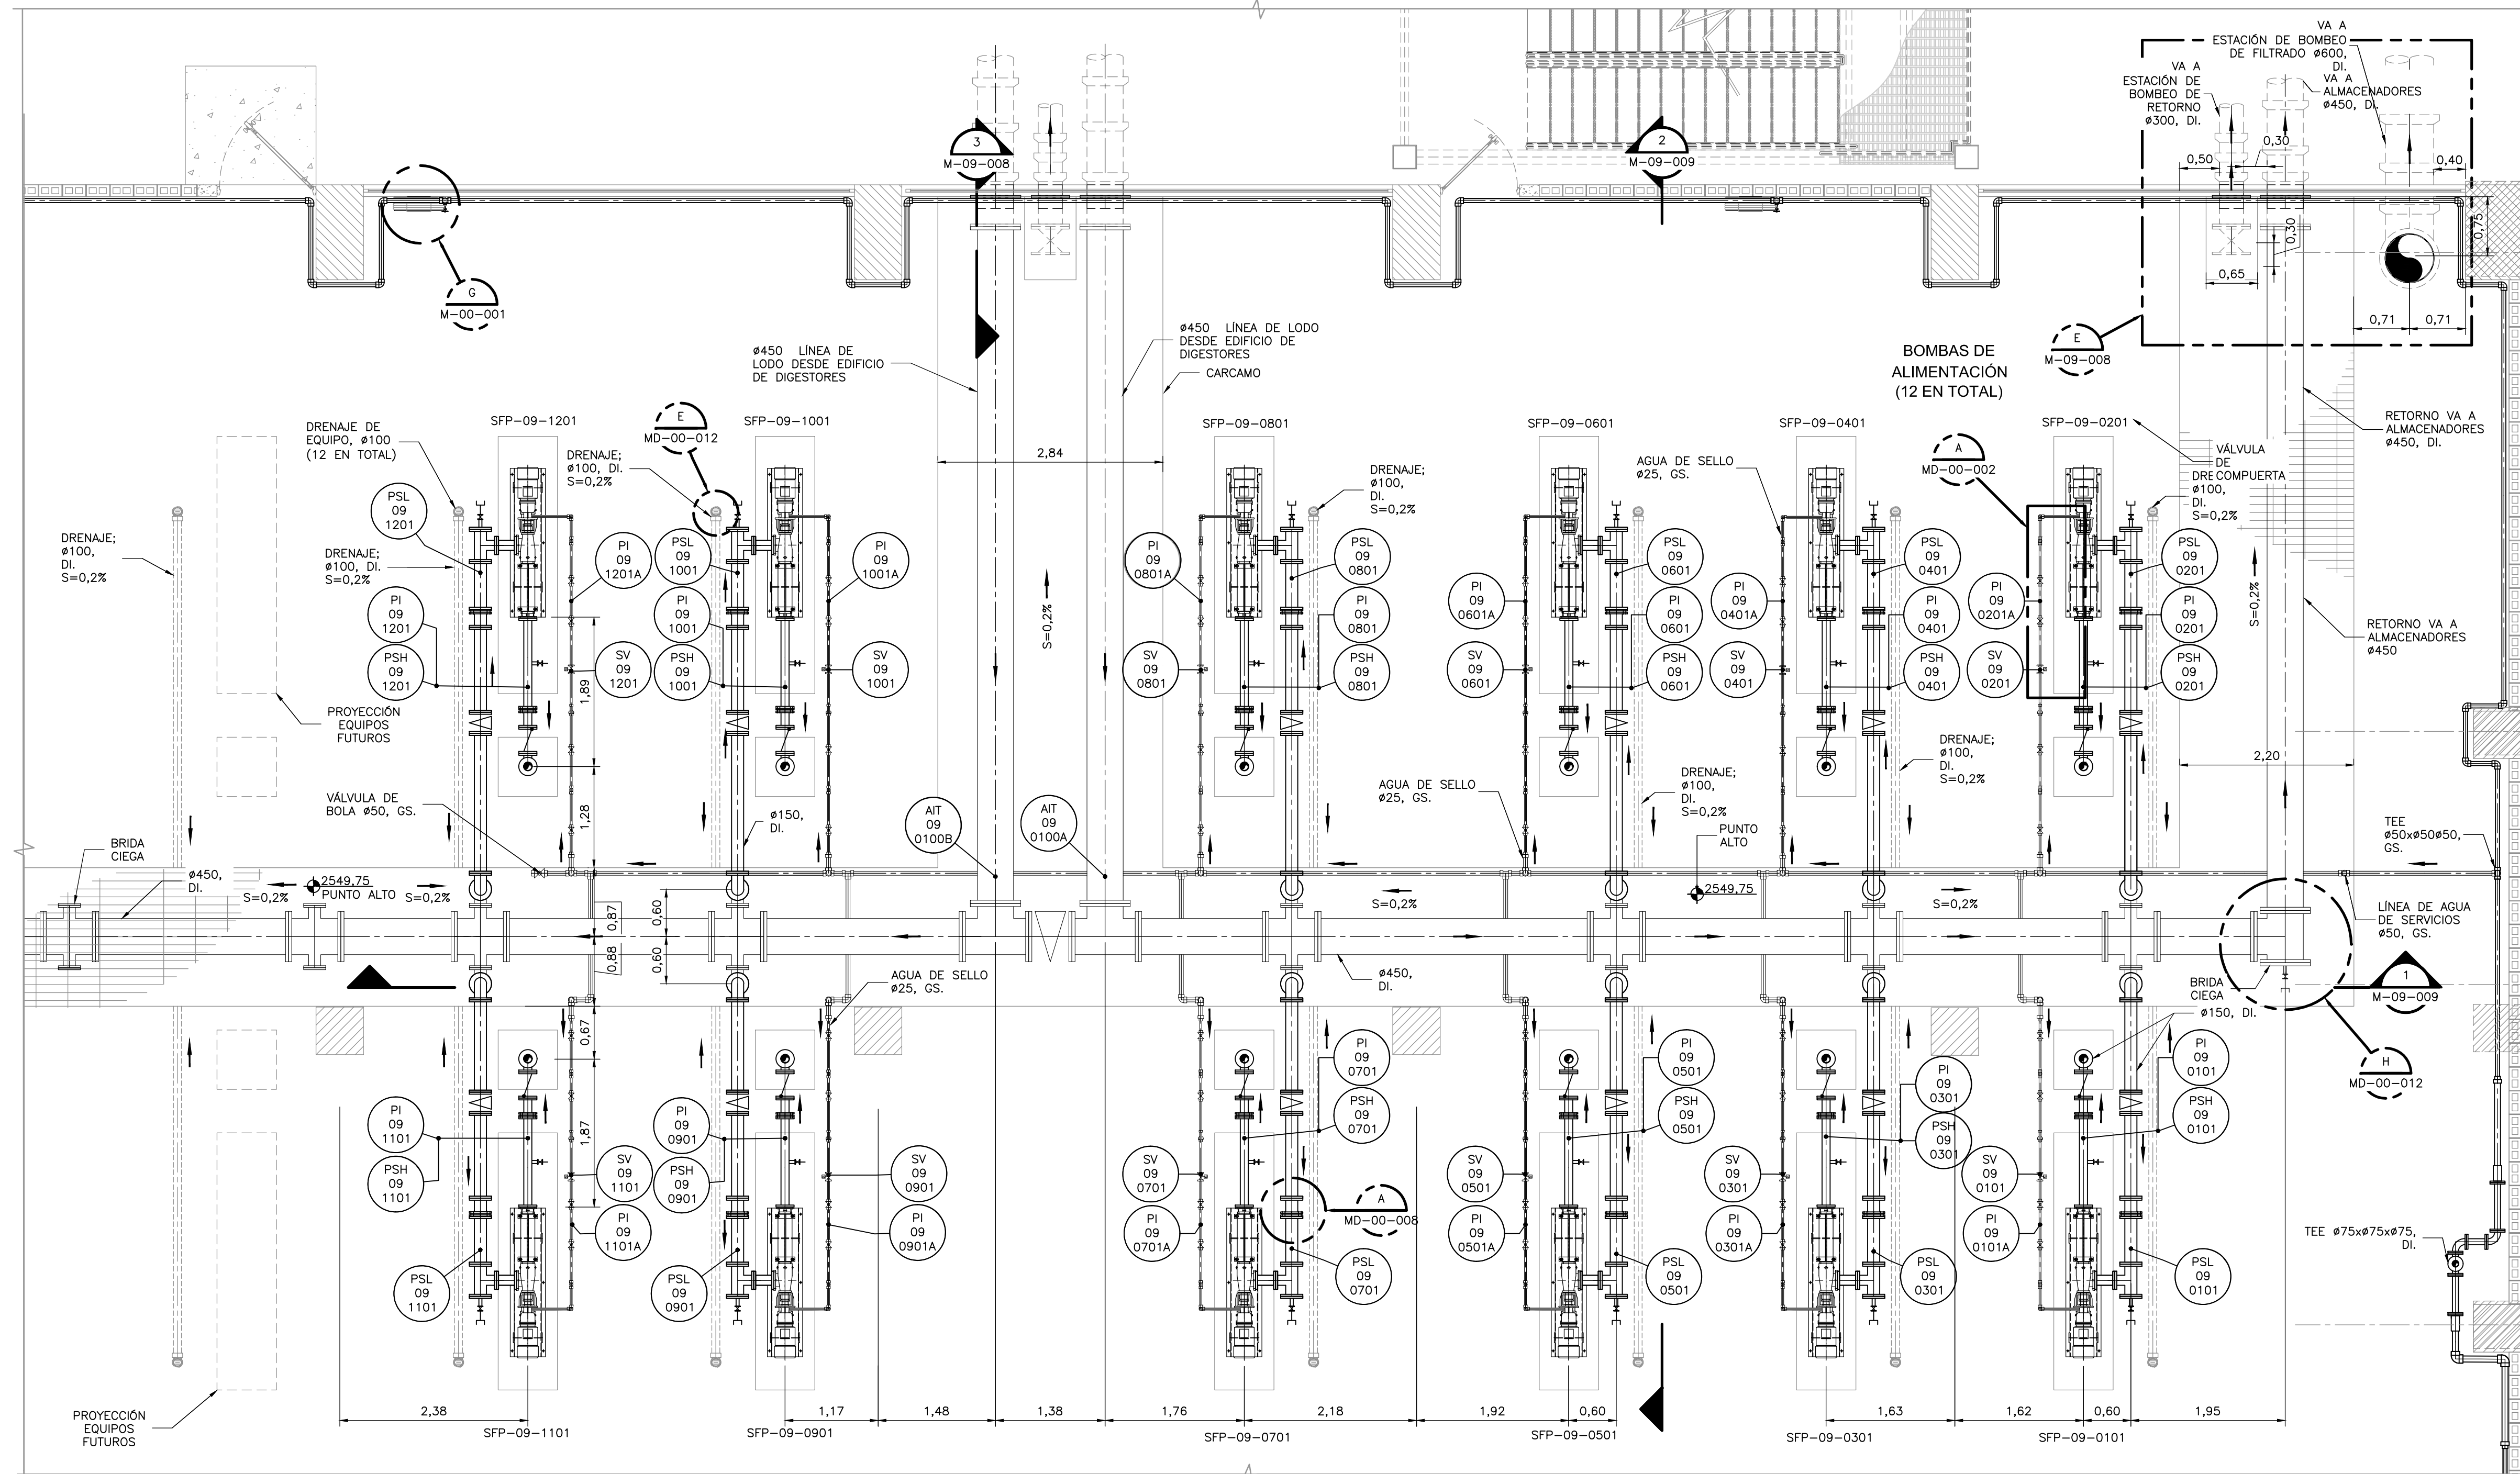 VA A
ESTACIÓN DE BOMBEO
DE FILTRADO ø600,
DI.
VA A
ESTACIÓN DE
BOMBEO DE
RETORNO
ø300, DI.
VA A
ALMACENADORES
ø450, DI.
0,50
0,30
0,40
0,30
0,75
0,65
0,71
0,71
3
M-09-008
2
M-09-009
G
M-00-001
E
M-09-008
ø450 LÍNEA DE
LODO DESDE EDIFICIO
DE DIGESTORES
ø450 LÍNEA DE LODO
DESDE EDIFICIO DE
DIGESTORES
CARCAMO
BOMBAS DE
ALIMENTACIÓN
(12 EN TOTAL)
RETORNO VA A
ALMACENADORES
ø450, DI.
SFP-09-1201
SFP-09-1001
SFP-09-0801
SFP-09-0601
SFP-09-0401
SFP-09-0201
DRENAJE DE
EQUIPO, ø100
(12 EN TOTAL)
E
MD-00-012
DRENAJE;
ø100, DI.
S=0,2%
2,84
DRENAJE;
ø100,
DI.
S=0,2%
AGUA DE SELLO
ø25, GS.
A
MD-00-002
VÁLVULA
DE
COMPUERTA
DRE
ø100,
DI.
S=0,2%
DRENAJE;
ø100,
DI.
S=0,2%
DRENAJE;
ø100, DI.
S=0,2%
PSL
09
1201
PI
09
1201A
PSL
09
1001
PI
09
1001A
PI
09
0801A
PSL
09
0801
PSL
09
0601
PSL
09
0401
PSL
09
0201
PI
09
1201
PI
09
1001
PI
09
0801
PI
09
0601A
PI
09
0601
PI
09
0401A
PI
09
0401
PI
09
0201A
PI
09
0201
PSH
09
1201
SV
09
1201
PSH
09
1001
SV
09
1001
SV
09
0801
PSH
09
0801
SV
09
0601
PSH
09
0601
SV
09
0401
PSH
09
0401
SV
09
0201
PSH
09
0201
S=0,2%
S=0,2%
RETORNO VA A
ALMACENADORES
ø450
1,89
1,28
PROYECCIÓN
EQUIPOS
FUTUROS
VÁLVULA DE
BOLA ø50, GS.
ø150,
DI.
AIT
09
0100B
AIT
09
0100A
AGUA DE SELLO
ø25, GS.
DRENAJE;
ø100,
DI.
S=0,2%
DRENAJE;
ø100,
DI.
S=0,2%
2,20
PUNTO
ALTO
TEE
ø50xø50ø50,
GS.
BRIDA
CIEGA
ø450,
DI.
S=0,2%
2549,75
PUNTO ALTO
S=0,2%
0,87
0,60
0,88
0,60
S=0,2%
2549,75
S=0,2%
LÍNEA DE AGUA
DE SERVICIOS
ø50, GS.
AGUA DE SELLO
ø25, GS.
ø450,
DI.
BRIDA
CIEGA
1
M-09-009
ø150, DI.
H
MD-00-012
0,67
1,87
PI
09
1101
PSH
09
1101
SV
09
1101
PI
09
1101A
PSL
09
1101
PI
09
0901
PSH
09
0901
SV
09
0901
PI
09
0901A
PSL
09
0901
PI
09
0701
PSH
09
0701
SV
09
0701
PI
09
0701A
PSL
09
0701
A
MD-00-008
PI
09
0501
PSH
09
0501
SV
09
0501
PI
09
0501A
PSL
09
0501
PI
09
0301
PSH
09
0301
SV
09
0301
PI
09
0301A
PSL
09
0301
PI
09
0101
PSH
09
0101
SV
09
0101
PI
09
0101A
PSL
09
0101
TEE ø75xø75xø75,
DI.
PROYECCIÓN
EQUIPOS
FUTUROS
2,38
1,17
1,48
1,38
1,76
2,18
1,92
0,60
1,63
1,62
0,60
1,95
SFP-09-1101
SFP-09-0901
SFP-09-0701
SFP-09-0501
SFP-09-0301
SFP-09-0101